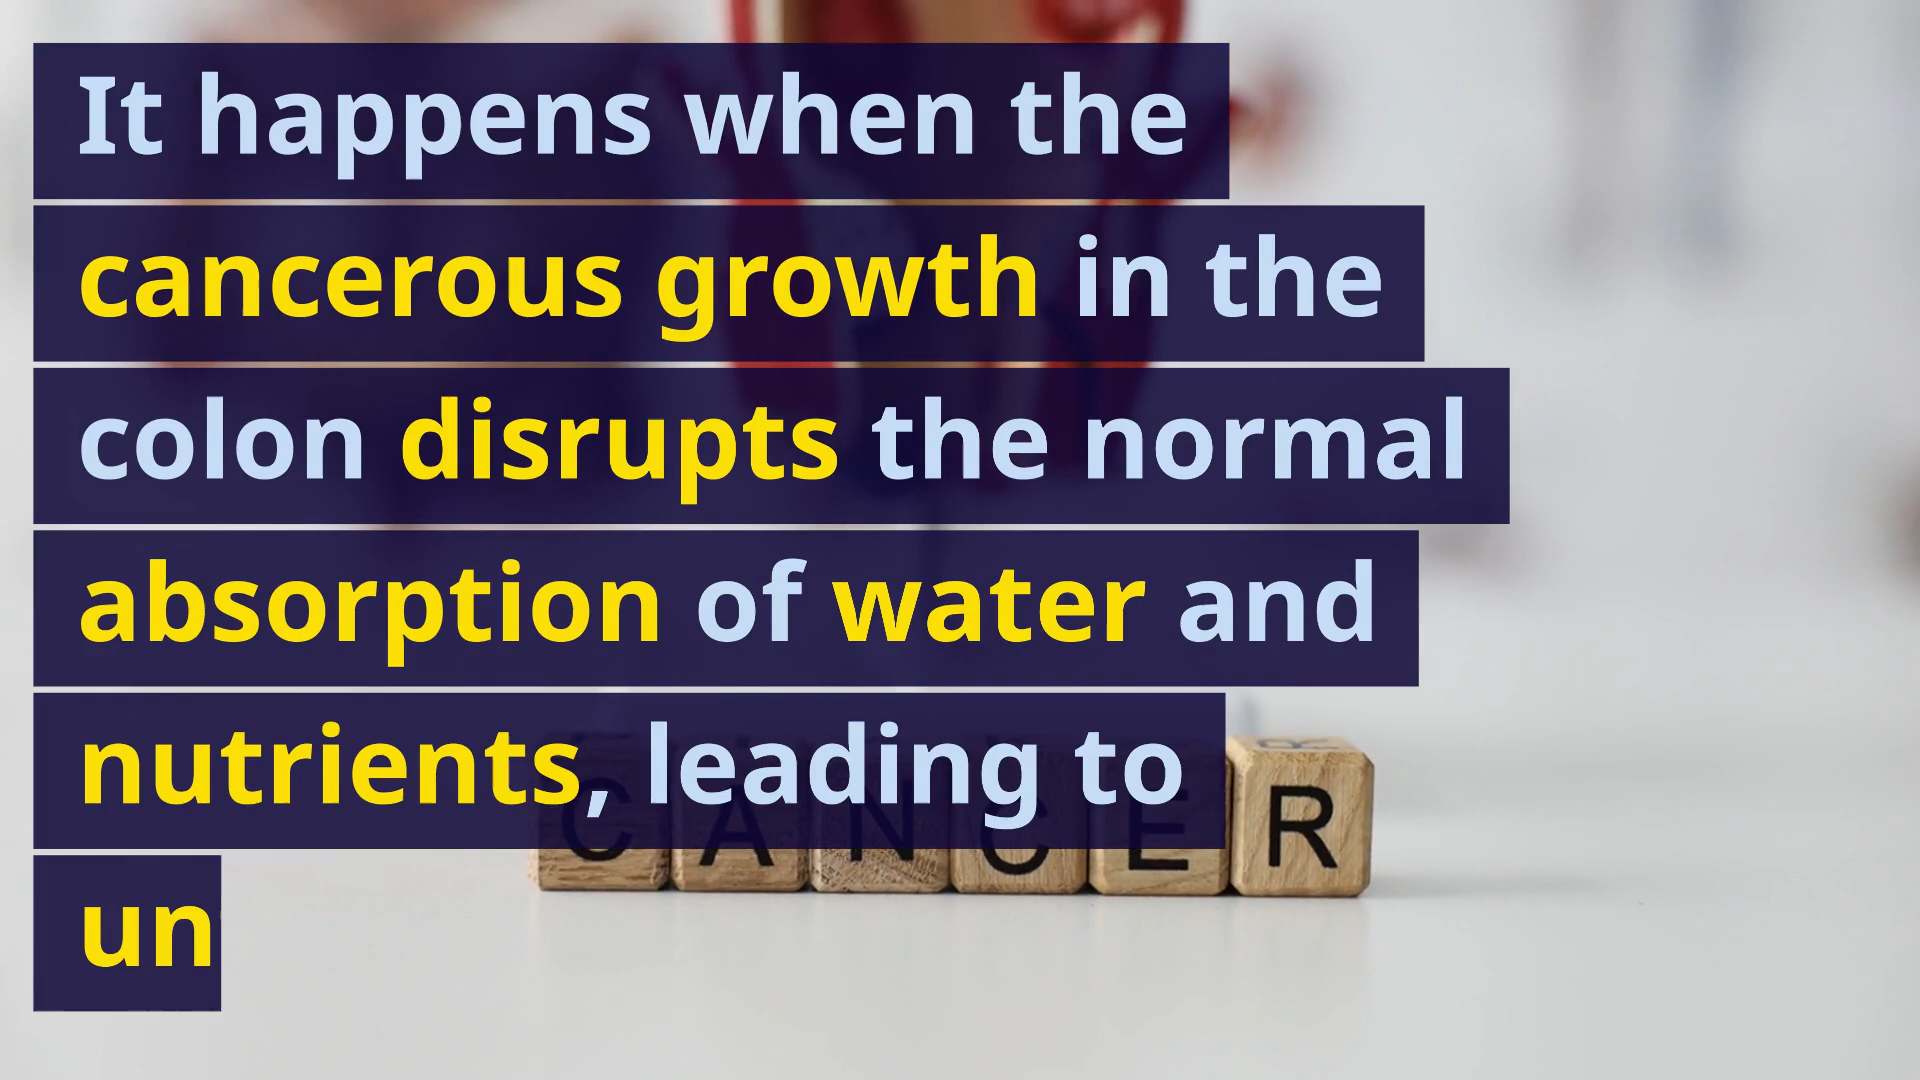 It happens when the
cancerous growth in the
colon disrupts the normal
absorption of water and
nutrients, leading to
CANCER
un